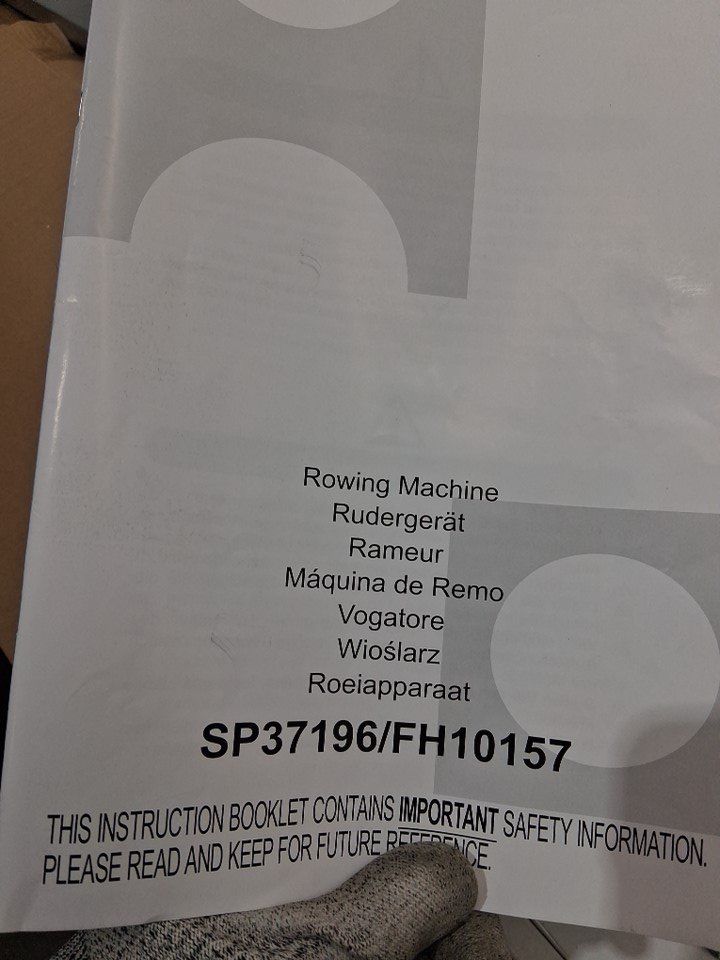 Rowing Machine
Rudergerät
Rameur
Máquina de Remo
Vogatore
Wioślarz
Roeiapparaat
SP37196/FH10157
THIS INSTRUCTION BOOKLET CONTAINS IMPORTANT SAFETY INFORMATION.
PLEASE READ AND KEEP FOR FUTURE REFERENCE.